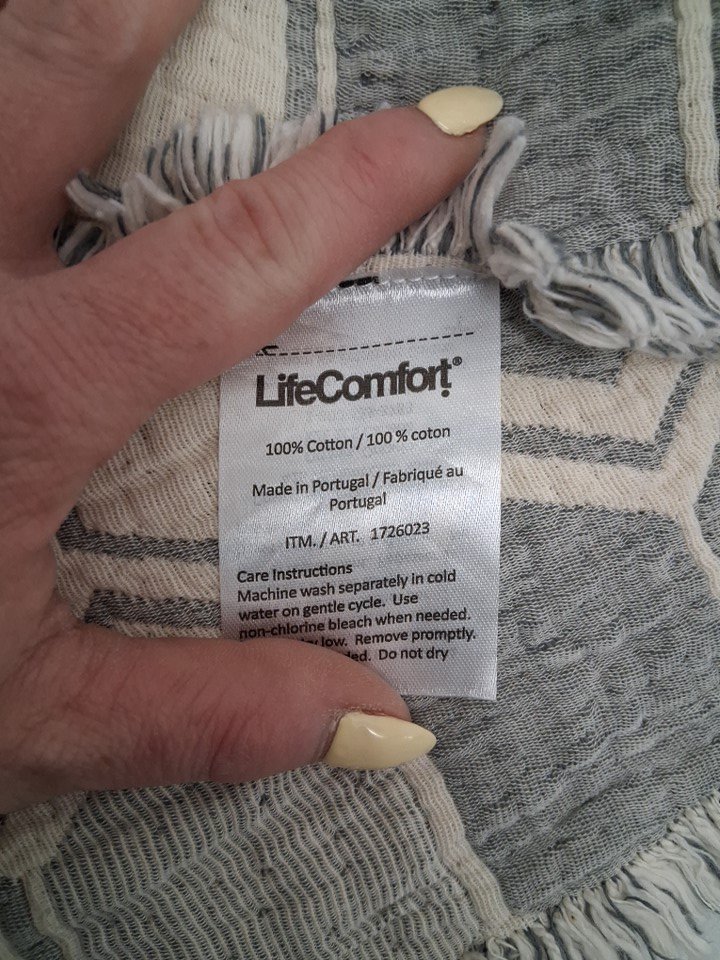 LifeComfort®
100% Cotton / 100 % coton
Made in Portugal / Fabriqué au
Portugal
ITM. / ART. 1726023
Care Instructions
Machine wash separately in cold
water on gentle cycle. Use
non-chlorine bleach when needed.
low. Remove promptly.
Do not dry